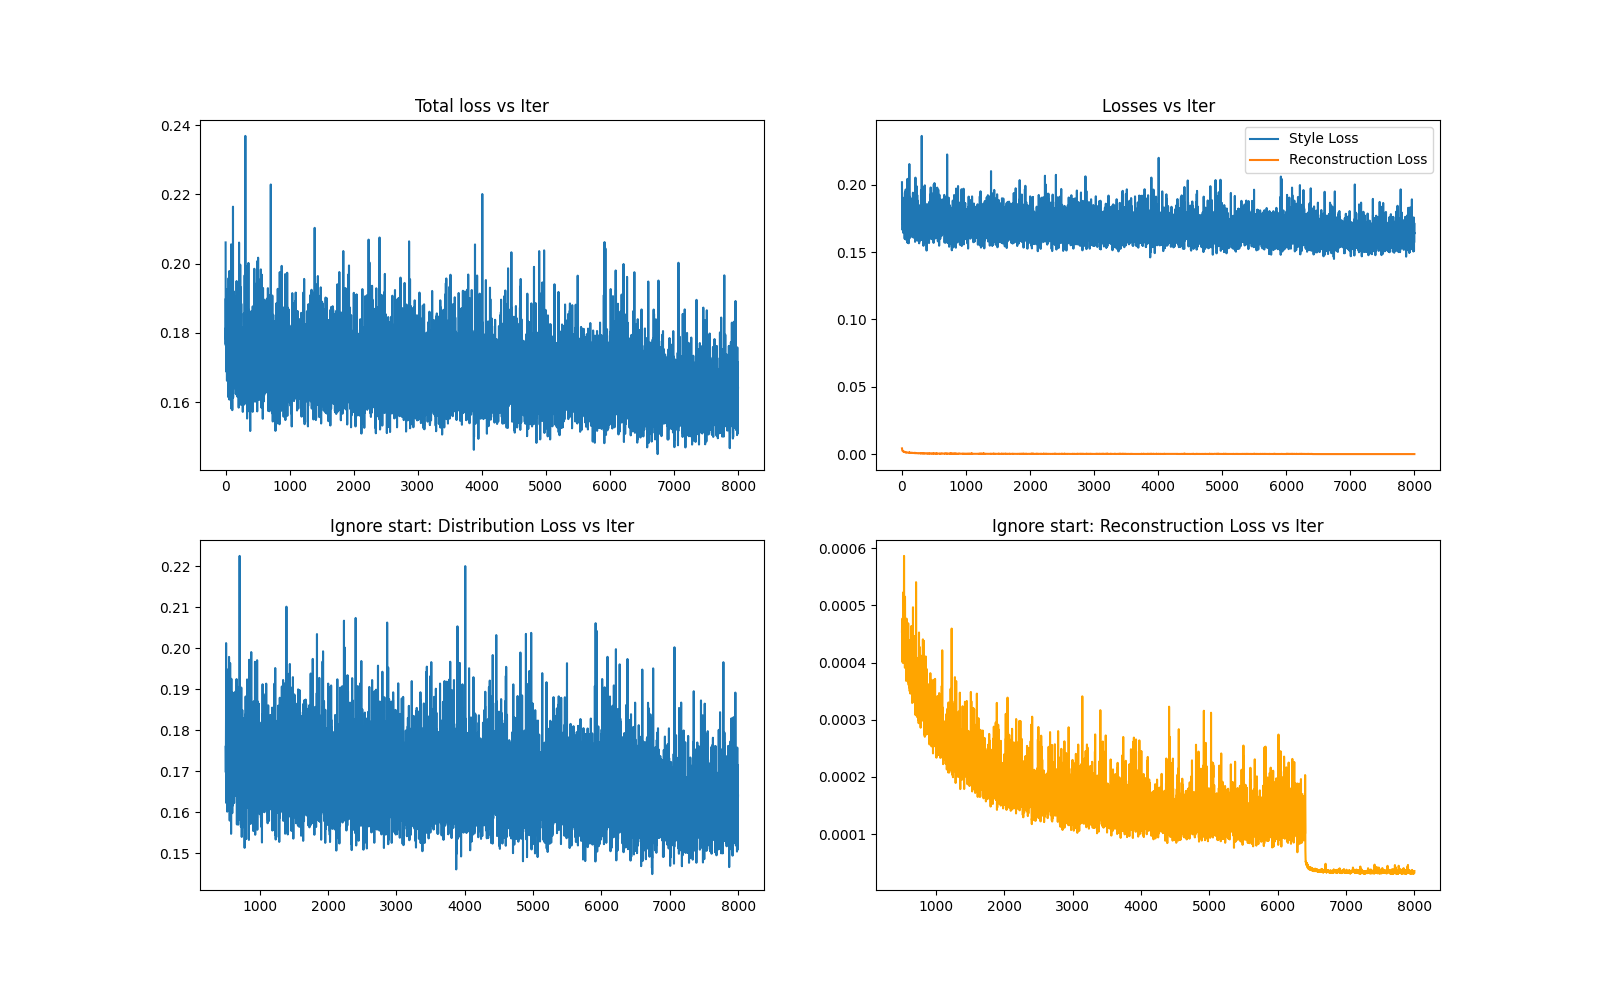 Total loss vs Iter
0.24
0.22
0.20
0.18
0.16
0 1000 2000 3000 4000 5000 6000 7000 8000
Losses vs Iter
Style Loss
Reconstruction Loss
0.20
0.15
0.10
0.05
0.00
0 1000 2000 3000 4000 5000 6000 7000 8000
Ignore start: Distribution Loss vs Iter
0.22
0.21
0.20
0.19
0.18
0.17
0.16
0.15
1000 2000 3000 4000 5000 6000 7000 8000
Ignore start: Reconstruction Loss vs Iter
0.0006
0.0005
0.0004
0.0003
0.0002
0.0001
1000 2000 3000 4000 5000 6000 7000 8000